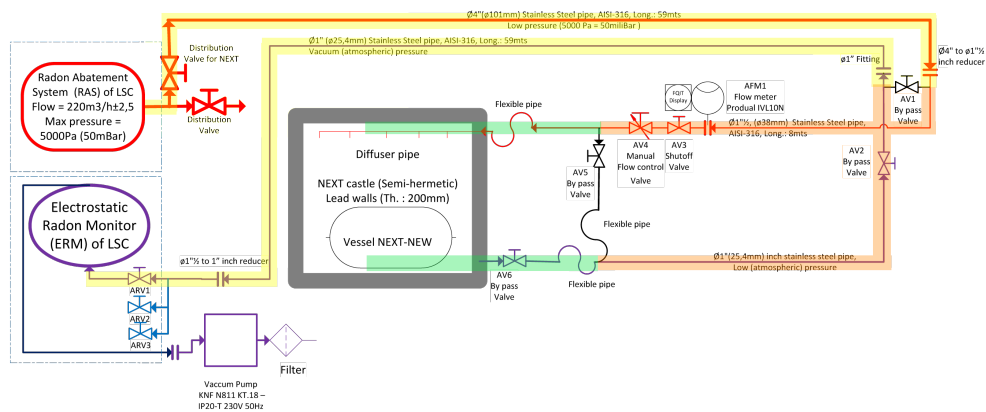 Ø4"(ø101mm) Stainless Steel pipe, AISI-316, Long.: 59mts
Low pressure (5000 Pa = 50miliBar)
Ø1" (ø25,4mm) Stainless Steel pipe, AISI-316, Long.: 59mts
Vacuum (atmospheric) pressure
Distribution
Valve for NEXT
Ø4" to ø1"½
inch reducer
ø1" Fitting
Radon Abatement
System (RAS) of LSC
Flow = 220m3/h±2,5
Max pressure =
5000Pa (50mBar)
Distribution
Valve
FQIT
Display
AFM1
Flow meter
Produal IVL10N
AV1
By pass
Valve
Flexible pipe
Ø1"½, (ø38mm) Stainless Steel pipe,
AISI-316, Long.: 8mts
Diffuser pipe
AV4
Manual
Flow control
Valve
AV3
Shutoff
Valve
AV2
By pass
Valve
AV5
By pass
Valve
NEXT castle (Semi-hermetic)
Lead walls (Th. : 200mm)
Vessel NEXT-NEW
Flexible pipe
Electrostatic
Radon Monitor
(ERM) of LSC
ø1"½ to 1" inch reducer
Ø1"(25,4mm) inch stainless steel pipe,
Low (atmospheric) pressure
AV6
By pass
Valve
Flexible pipe
ARV1
ARV2
ARV3
Filter
Vaccum Pump
KNF N811 KT.18 –
IP20-T 230V 50Hz